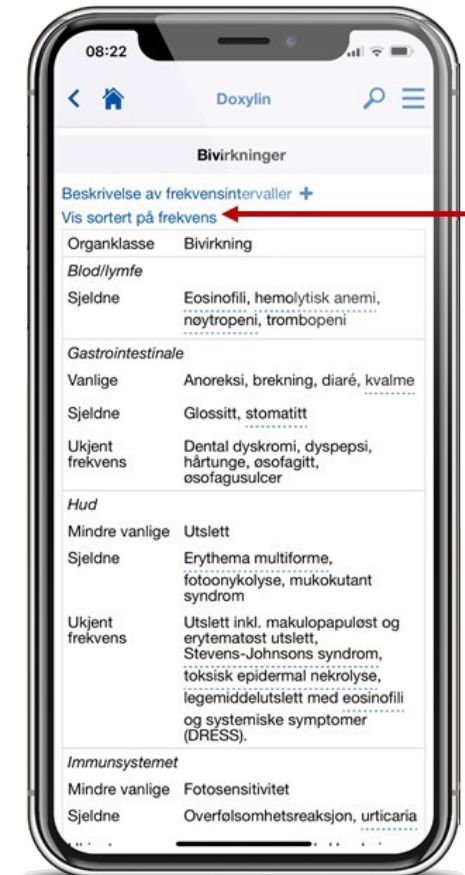 08:22
Doxylin
Bivirkninger
Beskrivelse av frekvensintervaller +
Vis sortert på frekvens
Organklasse Bivirkning
Blod/lymfe
Sjeldne Eosinofili, hemolytisk anemi,
nøytropeni, trombopeni
Gastrointestinale
Vanlige Anoreksi, brekning, diaré, kvalme
Sjeldne Glossitt, stomatitt
Ukjent Dental dyskromi, dyspepsi,
frekvens hårtunge, øsofagitt,
øsofagusulcer
Hud
Mindre vanlige Utslett
Sjeldne Erythema multiforme,
fotoonykolyse, mukokutant
syndrom
Ukjent Utslett inkl. makulopapuløst og
frekvens erytematøst utslett,
Stevens-Johnsons syndrom,
toksisk epidermal nekrolyse,
legemiddelutslett med eosinofili
og systemiske symptomer
(DRESS).
Immunsystemet
Mindre vanlige Fotosensitivitet
Sjeldne Overfølsomhetsreaksjon, urticaria